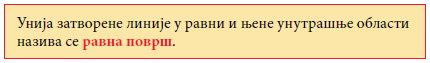 Унија затворене линије у равни и њене унутрашње области
назива се равна површ.